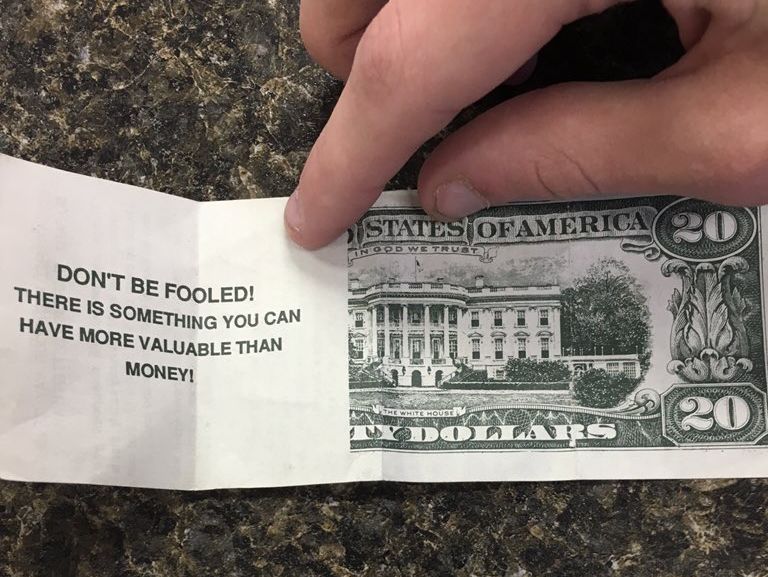 DON'T BE FOOLED!
THERE IS SOMETHING YOU CAN
HAVE MORE VALUABLE THAN
MONEY!
STATES OF AMERICA
IN GOD WE TRUST
20
THE WHITE HOUSE
TY DOLLARS
20